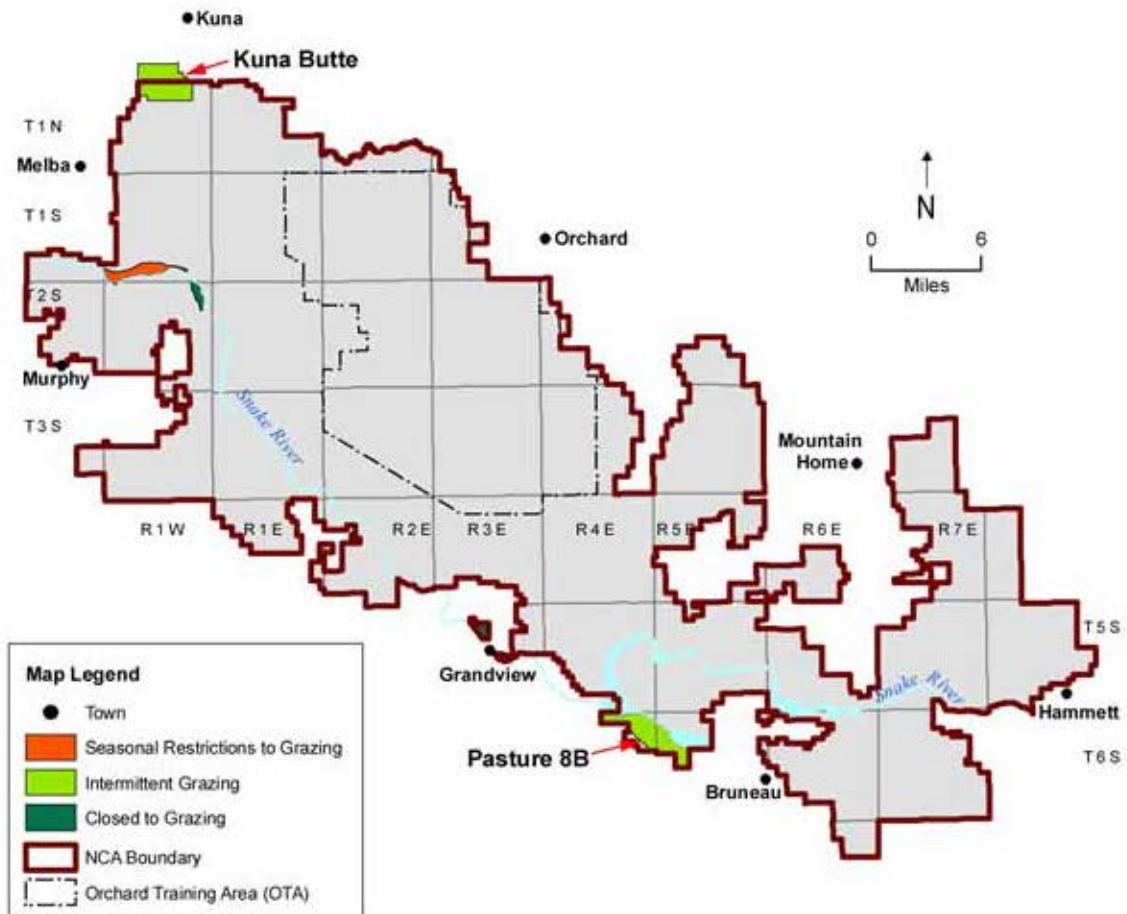 Kuna
Kuna Butte
T1N
Melba
T1S
N
Orchard
0 6
Miles
T2S
Murphy
T3S
Snake River
Mountain
Home
R1W R1E R2E R3E R4E R5E R6E R7E
T5S
Grandview
Snake River
Hammett
Pasture 8B
T6S
Bruneau
Map Legend
Town
Seasonal Restrictions to Grazing
Intermittent Grazing
Closed to Grazing
NCA Boundary
Orchard Training Area (OTA)